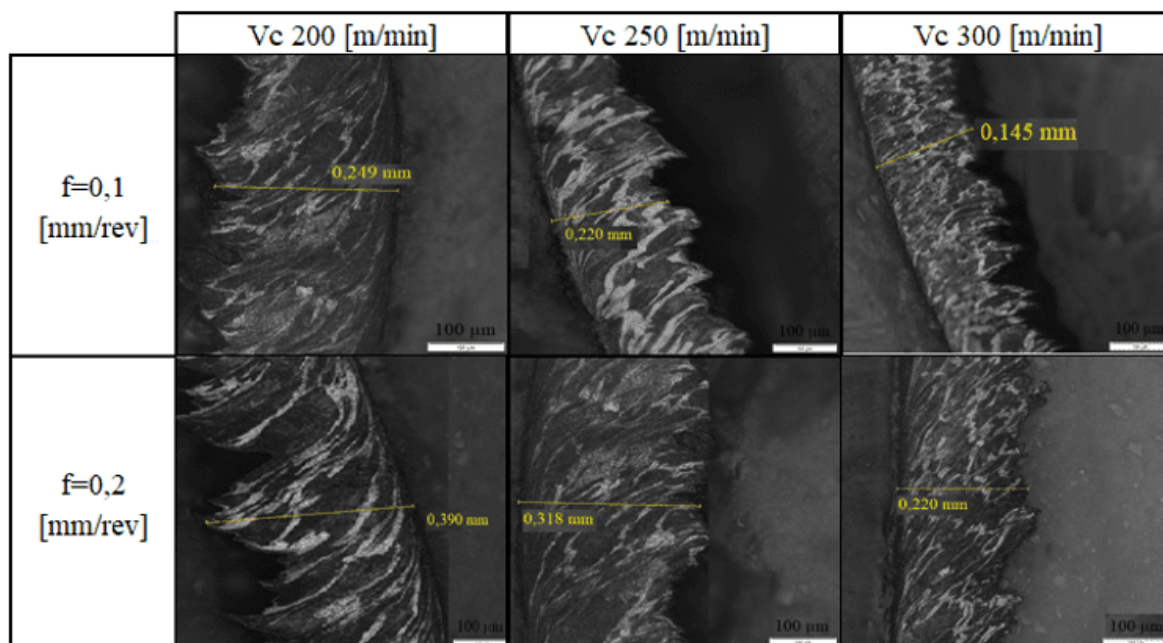 Vc 200 [m/min]
Vc 250 [m/min]
Vc 300 [m/min]
f=0,1
[mm/rev]
0,249 mm
100 µm
0,220 mm
100 µm
0,145 mm
100 µm
f=0,2
[mm/rev]
0,390 mm
100 µm
0,318 mm
100 µm
0,220 mm
100 µm